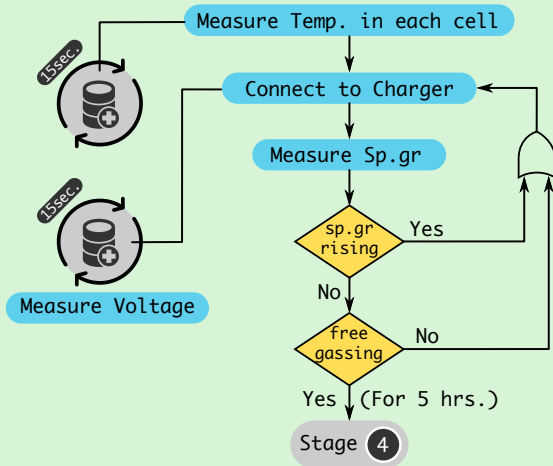 Measure Temp. in each cell
15sec.
Connect to Charger
Measure Sp.gr
15sec.
sp.gr
rising
Yes
Measure Voltage
No
free
gassing
No
Yes (For 5 hrs.)
Stage 4